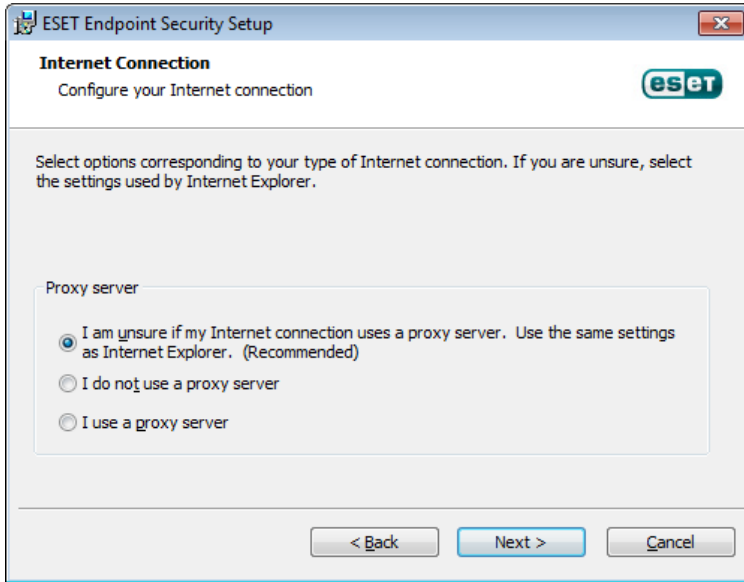 ESET Endpoint Security Setup
Internet Connection
Configure your Internet connection
eseT
Select options corresponding to your type of Internet connection. If you are unsure, select
the settings used by Internet Explorer.
Proxy server
I am unsure if my Internet connection uses a proxy server.  Use the same settings
as Internet Explorer.  (Recommended)
I do not use a proxy server
I use a proxy server
< Back
Next >
Cancel